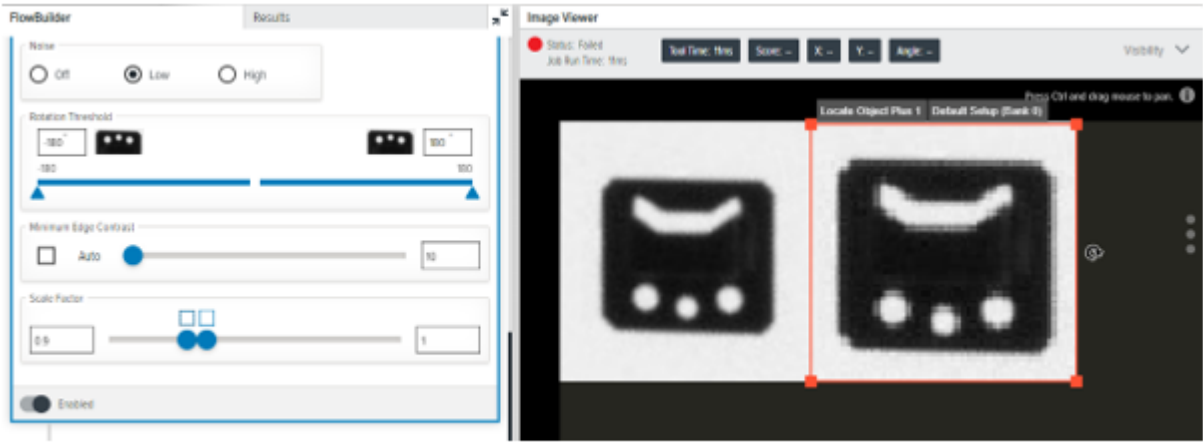 FlowBuilder
Results
Noise
Off
Low
High
Rotation Threshold
-180°
180°
-180
180
Minimum Edge Contrast
Auto
10
Scale Factor
0.9
1
Enabled
Image Viewer
Status: Failed
Job Run Time: 11ms
Tool Time: 11ms
Score: --
X: --
Y: --
Angle: --
Visibility
Press Ctrl and drag mouse to pan.
Locate Object Plus 1
Default Setup (Bank 0)